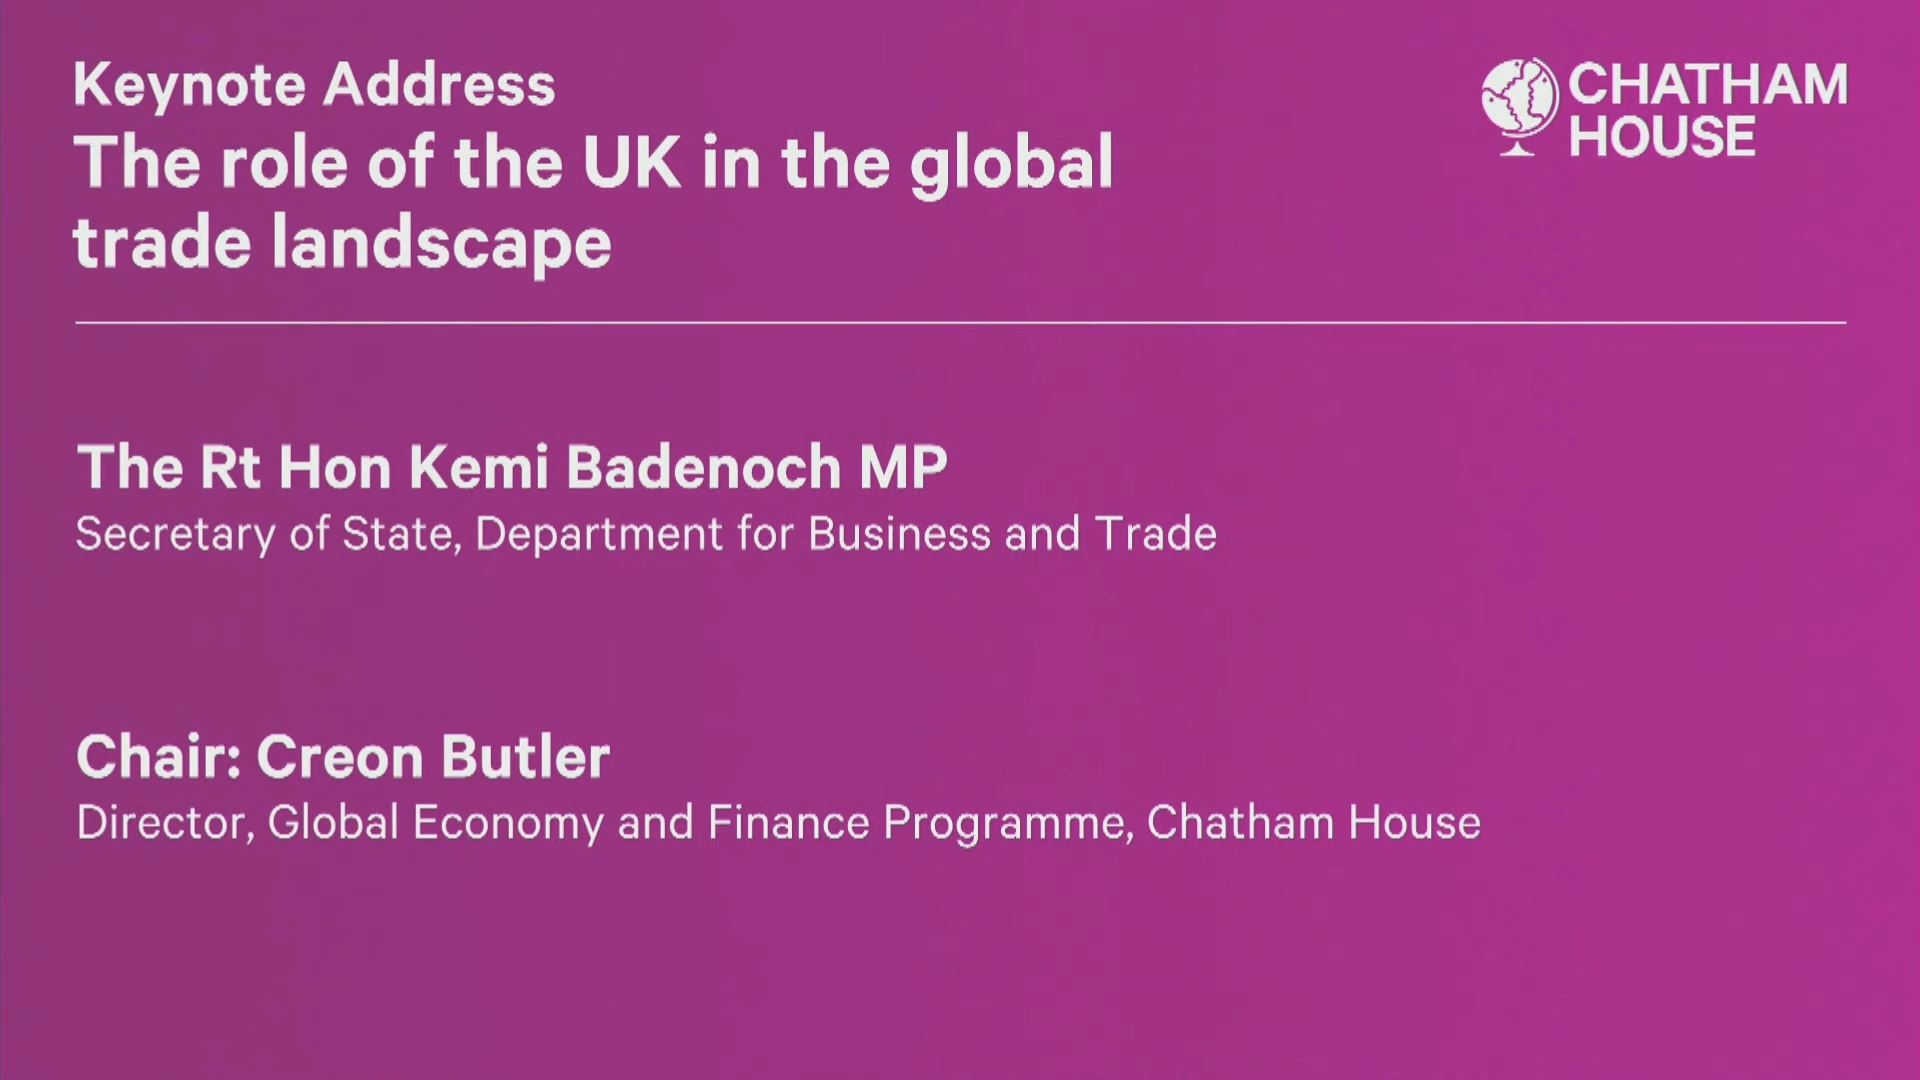 Keynote Address
The role of the UK in the global
trade landscape
CHATHAM
HOUSE
The Rt Hon Kemi Badenoch MP
Secretary of State, Department for Business and Trade
Chair: Creon Butler
Director, Global Economy and Finance Programme, Chatham House